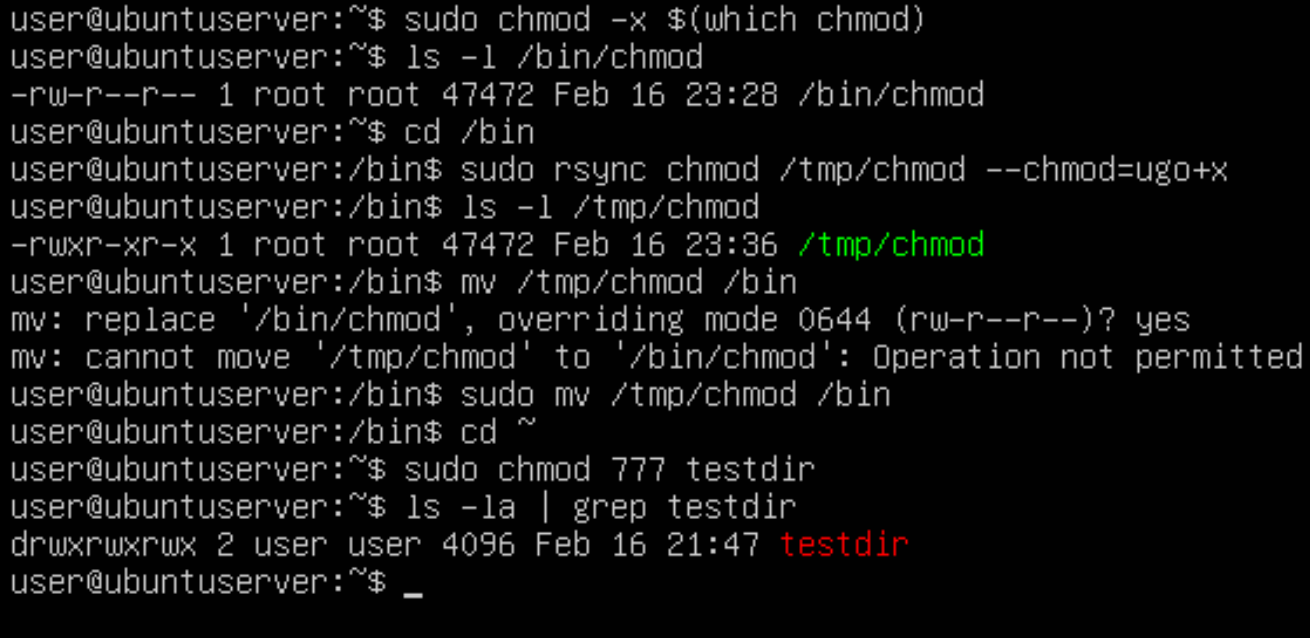 user@ubuntuserver:~$ sudo chmod -x $(which chmod)
user@ubuntuserver:~$ ls -l /bin/chmod
-rw-r--r-- 1 root root 47472 Feb 16 23:28 /bin/chmod
user@ubuntuserver:~$ cd /bin
user@ubuntuserver:/bin$ sudo rsync chmod /tmp/chmod --chmod=ugo+x
user@ubuntuserver:/bin$ ls -l /tmp/chmod
-rwxr-xr-x 1 root root 47472 Feb 16 23:36 /tmp/chmod
user@ubuntuserver:/bin$ mv /tmp/chmod /bin
mv: replace '/bin/chmod', overriding mode 0644 (rw-r--r--)? yes
mv: cannot move '/tmp/chmod' to '/bin/chmod': Operation not permitted
user@ubuntuserver:/bin$ sudo mv /tmp/chmod /bin
user@ubuntuserver:/bin$ cd ~
user@ubuntuserver:~$ sudo chmod 777 testdir
user@ubuntuserver:~$ ls -la | grep testdir
drwxrwxrwx 2 user user 4096 Feb 16 21:47 testdir
user@ubuntuserver:~$ _